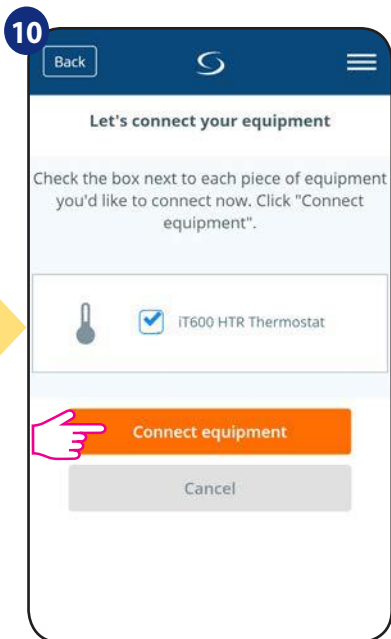 10
Back
Let's connect your equipment
Check the box next to each piece of equipment
you'd like to connect now. Click "Connect
equipment".
iT600 HTR Thermostat
Connect equipment
Cancel